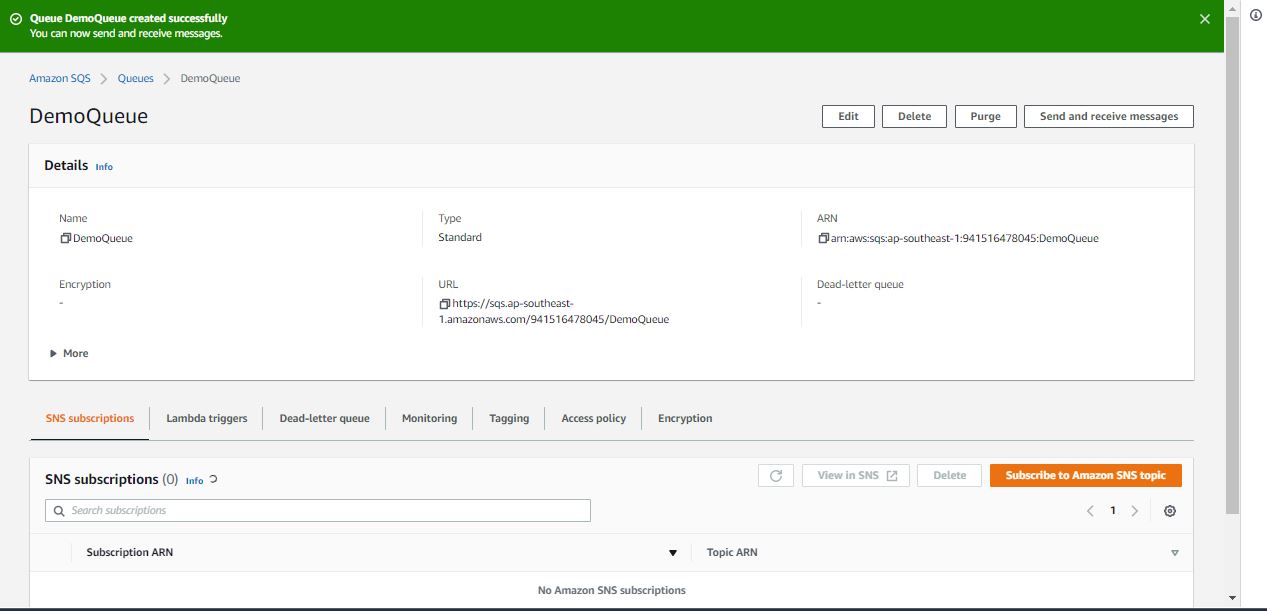 Queue DemoQueue created successfully
You can now send and receive messages.
Amazon SQS > Queues > DemoQueue
DemoQueue
Edit
Delete
Purge
Send and receive messages
Details Info
Name
DemoQueue
Type
Standard
ARN
arn:aws:sqs:ap-southeast-1:941516478045:DemoQueue
Encryption
-
URL
https://sqs.ap-southeast-
1.amazonaws.com/941516478045/DemoQueue
Dead-letter queue
-
More
SNS subscriptions
Lambda triggers
Dead-letter queue
Monitoring
Tagging
Access policy
Encryption
SNS subscriptions (0) Info
View in SNS
Delete
Subscribe to Amazon SNS topic
Search subscriptions
1
Subscription ARN
Topic ARN
No Amazon SNS subscriptions